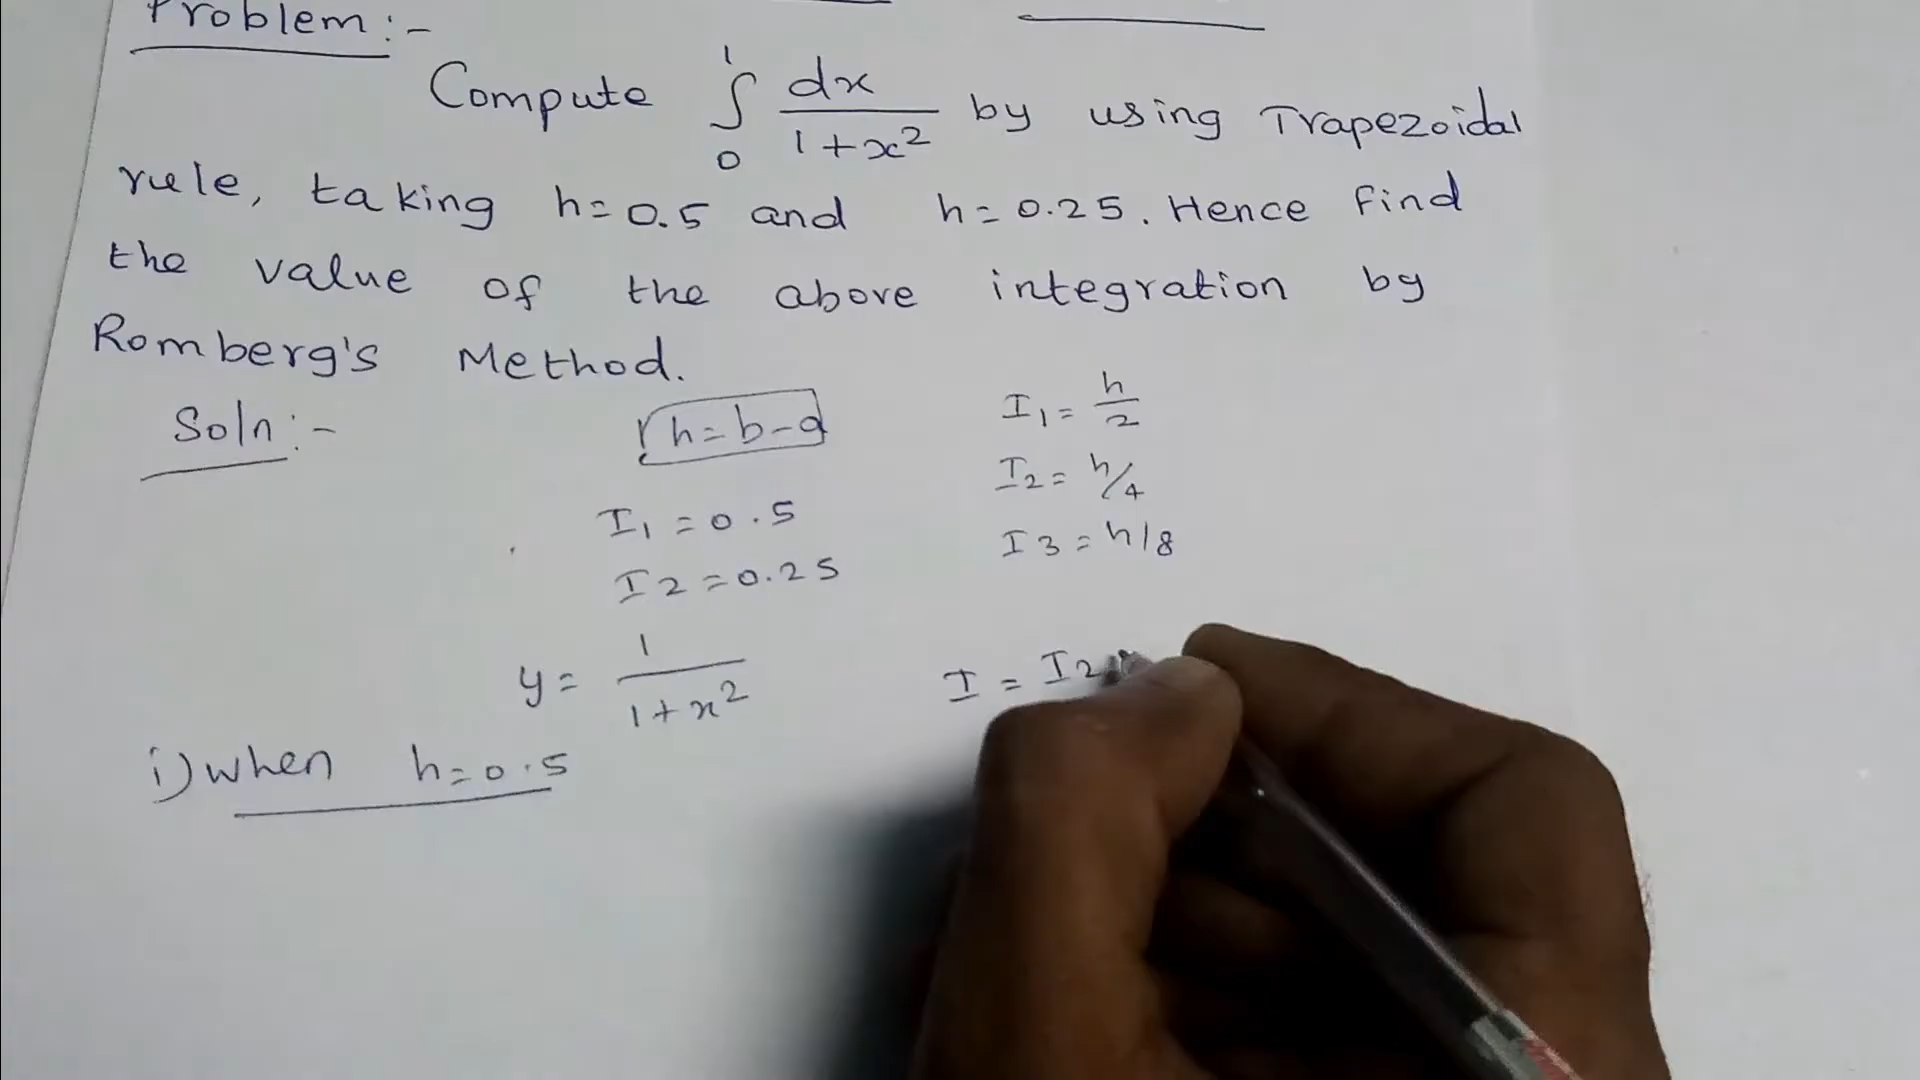 Problem:-
Compute ∫₀¹ dx/(1+x²) by using Trapezoidal
rule, taking h=0.5 and h=0.25. Hence find
the value of the above integration by
Romberg's Method.
Soln:-
h=b-a
I₁=0.5
I2=0.25
I₁=h/2
I₂=h/4
I3=h/8
y= 1/(1+x²)
I = I2
i) when h=0.5